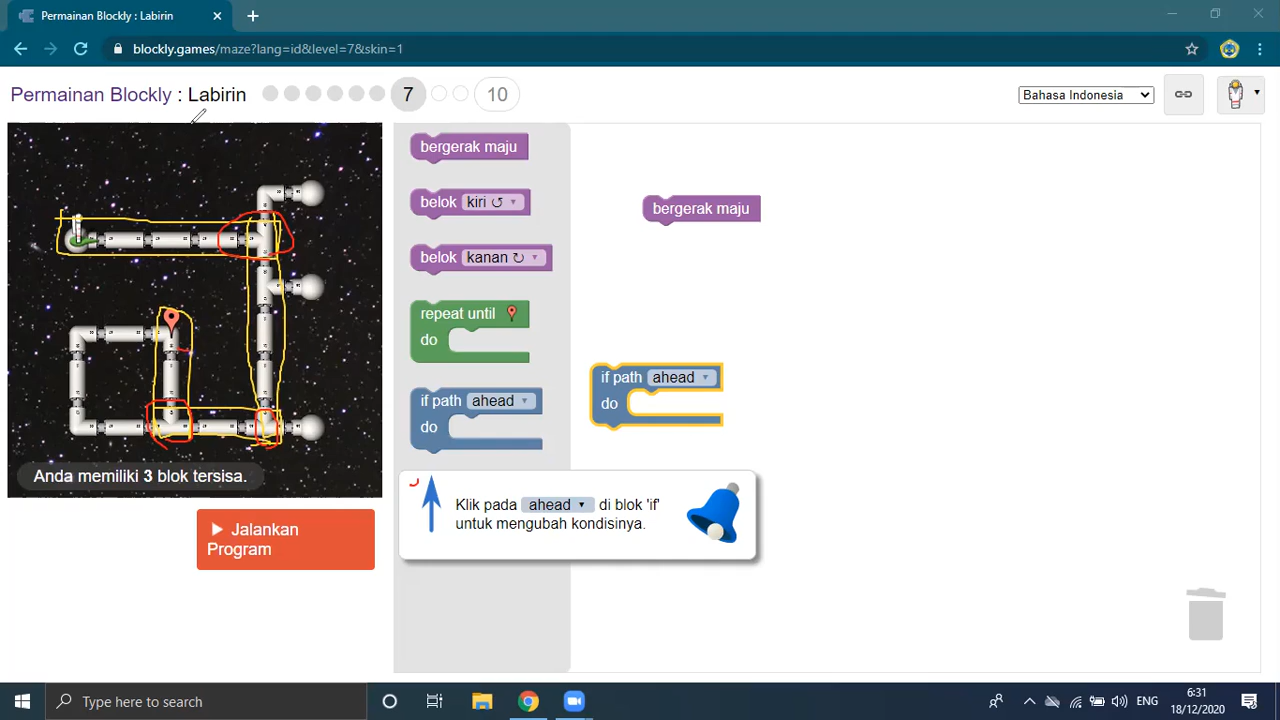 Permainan Blockly : Labirin
blockly.games/maze?lang=id&level=7&skin=1
Permainan Blockly : Labirin
7
10
Bahasa Indonesia
bergerak maju
belok kiri ↺
belok kanan ↻
repeat until
do
if path ahead
do
bergerak maju
if path ahead
do
Anda memiliki 3 blok tersisa.
Jalankan
Program
Klik pada ahead di blok 'if'
untuk mengubah kondisinya.
Type here to search
ENG
6:31
18/12/2020